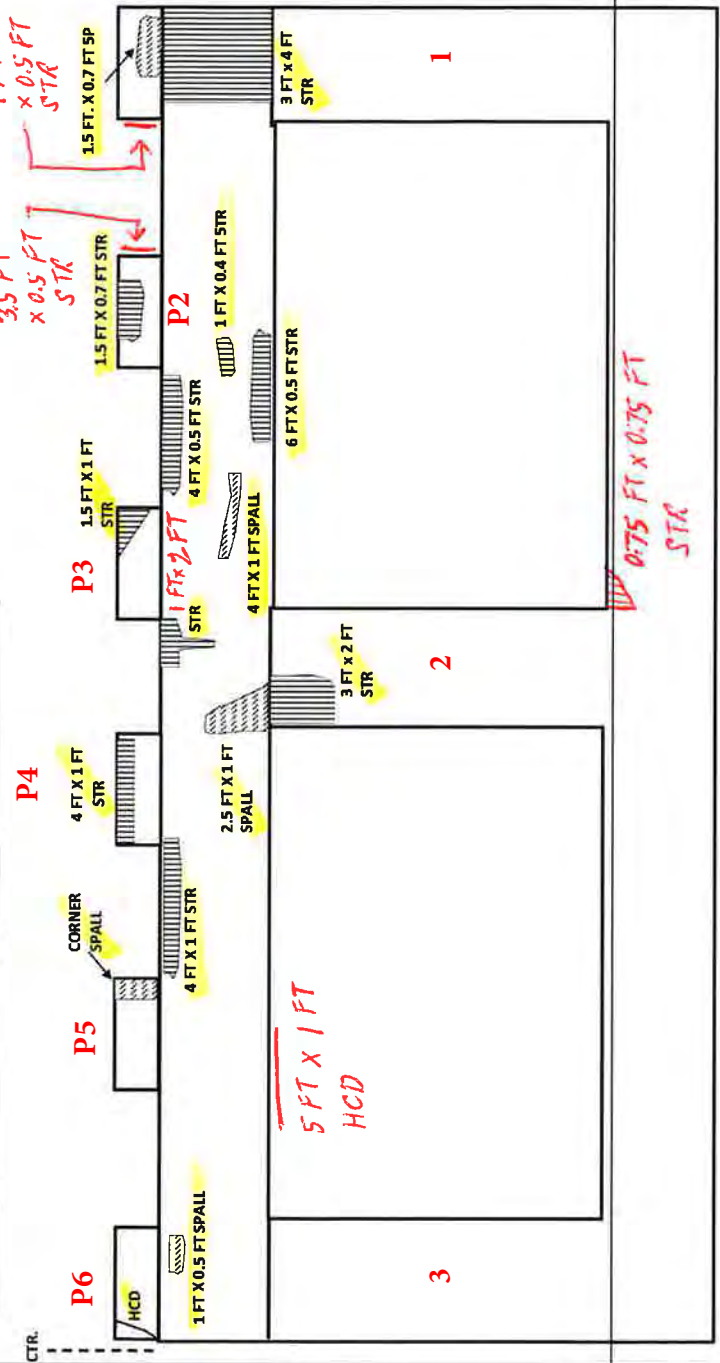 3.5 FT
x 0.5 FT
STR
x 0.5 FT
STR
CTR.
P6
HCD
P5
CORNER
SPALL
P4
4 FT X 1 FT
STR
P3
1.5 FT X 1 FT
STR
1.5 FT X 0.7 FT STR
1.5 FT. X 0.7 FT SP
P2
1 FT X 0.5 FT SPALL
4 FT X 1 FT STR
1 FT x 2 FT
STR
4 FT X 0.5 FT STR
1 FT X 0.4 FT STR
2.5 FT X 1 FT
SPALL
4 FT X 1 FT SPALL
6 FT X 0.5 FT STR
3 FT x 4 FT
STR
5 FT X 1 FT
HCD
3 FT x 2 FT
STR
3
2
1
0.75 FT x 0.75 FT
STR